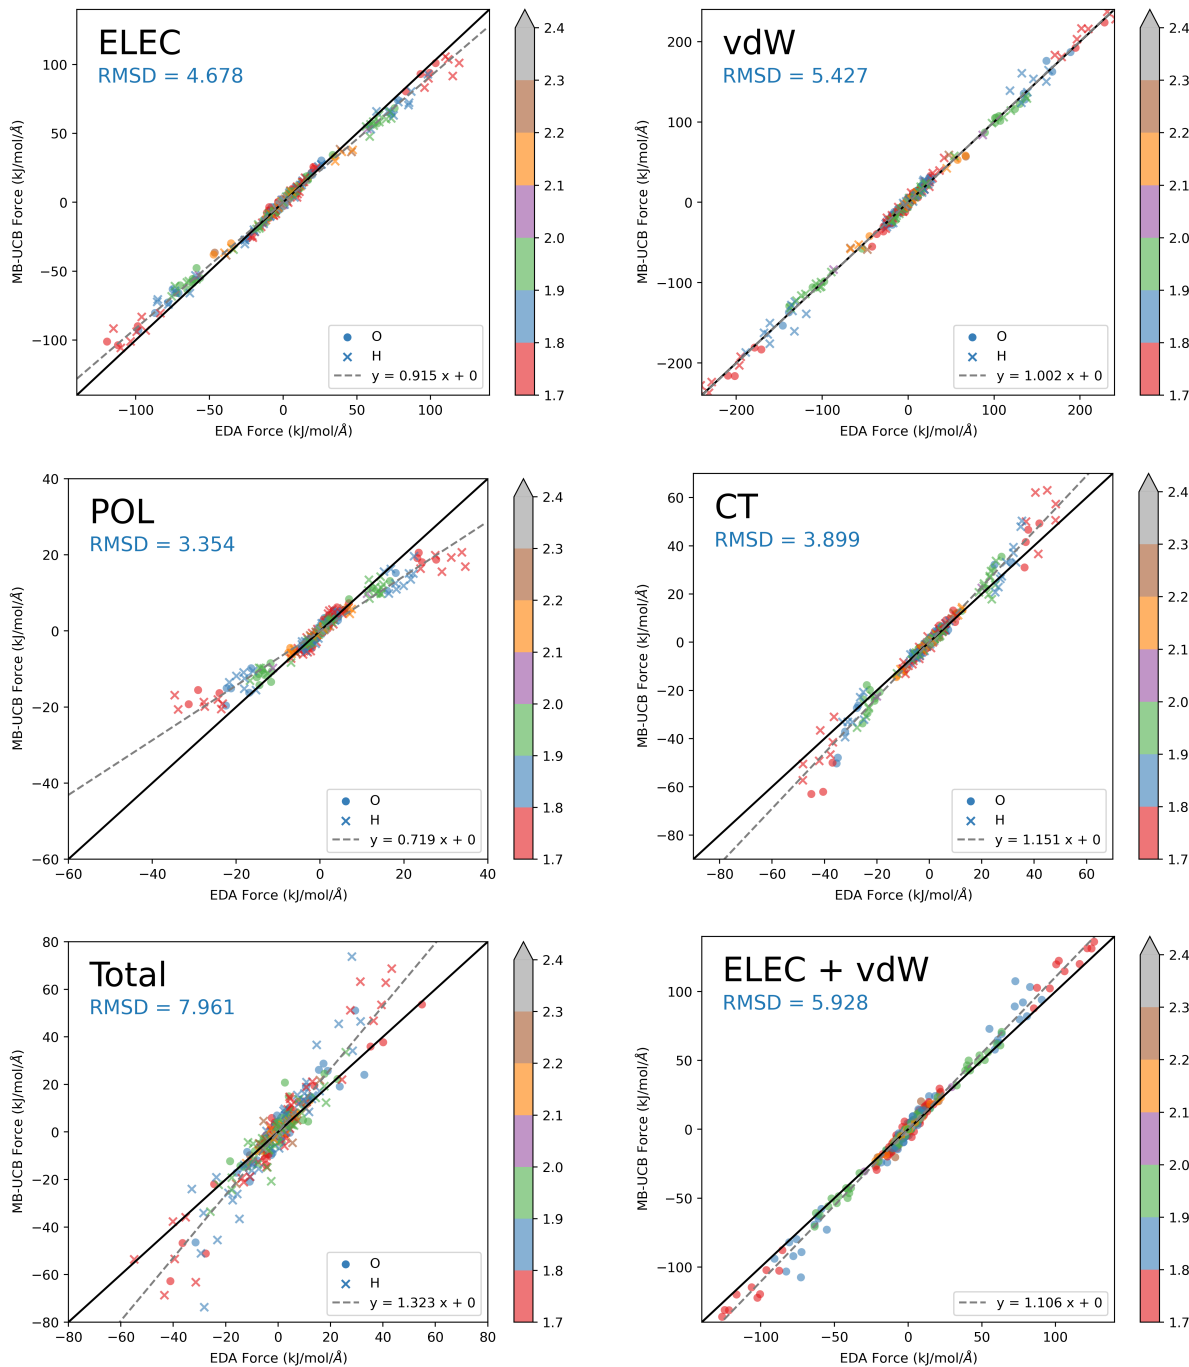 ELEC
RMSD = 4.678
MB-UCB Force (kJ/mol/Å)
100
50
0
−50
−100
−100 −50 0 50 100
EDA Force (kJ/mol/Å)
O
H
y = 0.915 x + 0
2.4
2.3
2.2
2.1
2.0
1.9
1.8
1.7
vdW
RMSD = 5.427
MB-UCB Force (kJ/mol/Å)
200
100
0
−100
−200
−200 −100 0 100 200
EDA Force (kJ/mol/Å)
O
H
y = 1.002 x + 0
2.4
2.3
2.2
2.1
2.0
1.9
1.8
1.7
POL
RMSD = 3.354
MB-UCB Force (kJ/mol/Å)
40
20
0
−20
−40
−60
−60 −40 −20 0 20 40
EDA Force (kJ/mol/Å)
O
H
y = 0.719 x + 0
2.4
2.3
2.2
2.1
2.0
1.9
1.8
1.7
CT
RMSD = 3.899
MB-UCB Force (kJ/mol/Å)
60
40
20
0
−20
−40
−60
−80
−80 −60 −40 −20 0 20 40 60
EDA Force (kJ/mol/Å)
O
H
y = 1.151 x + 0
2.4
2.3
2.2
2.1
2.0
1.9
1.8
1.7
Total
RMSD = 7.961
MB-UCB Force (kJ/mol/Å)
80
60
40
20
0
−20
−40
−60
−80
−80 −60 −40 −20 0 20 40 60 80
EDA Force (kJ/mol/Å)
O
H
y = 1.323 x + 0
2.4
2.3
2.2
2.1
2.0
1.9
1.8
1.7
ELEC + vdW
RMSD = 5.928
MB-UCB Force (kJ/mol/Å)
100
50
0
−50
−100
−100 −50 0 50 100
EDA Force (kJ/mol/Å)
y = 1.106 x + 0
2.4
2.3
2.2
2.1
2.0
1.9
1.8
1.7